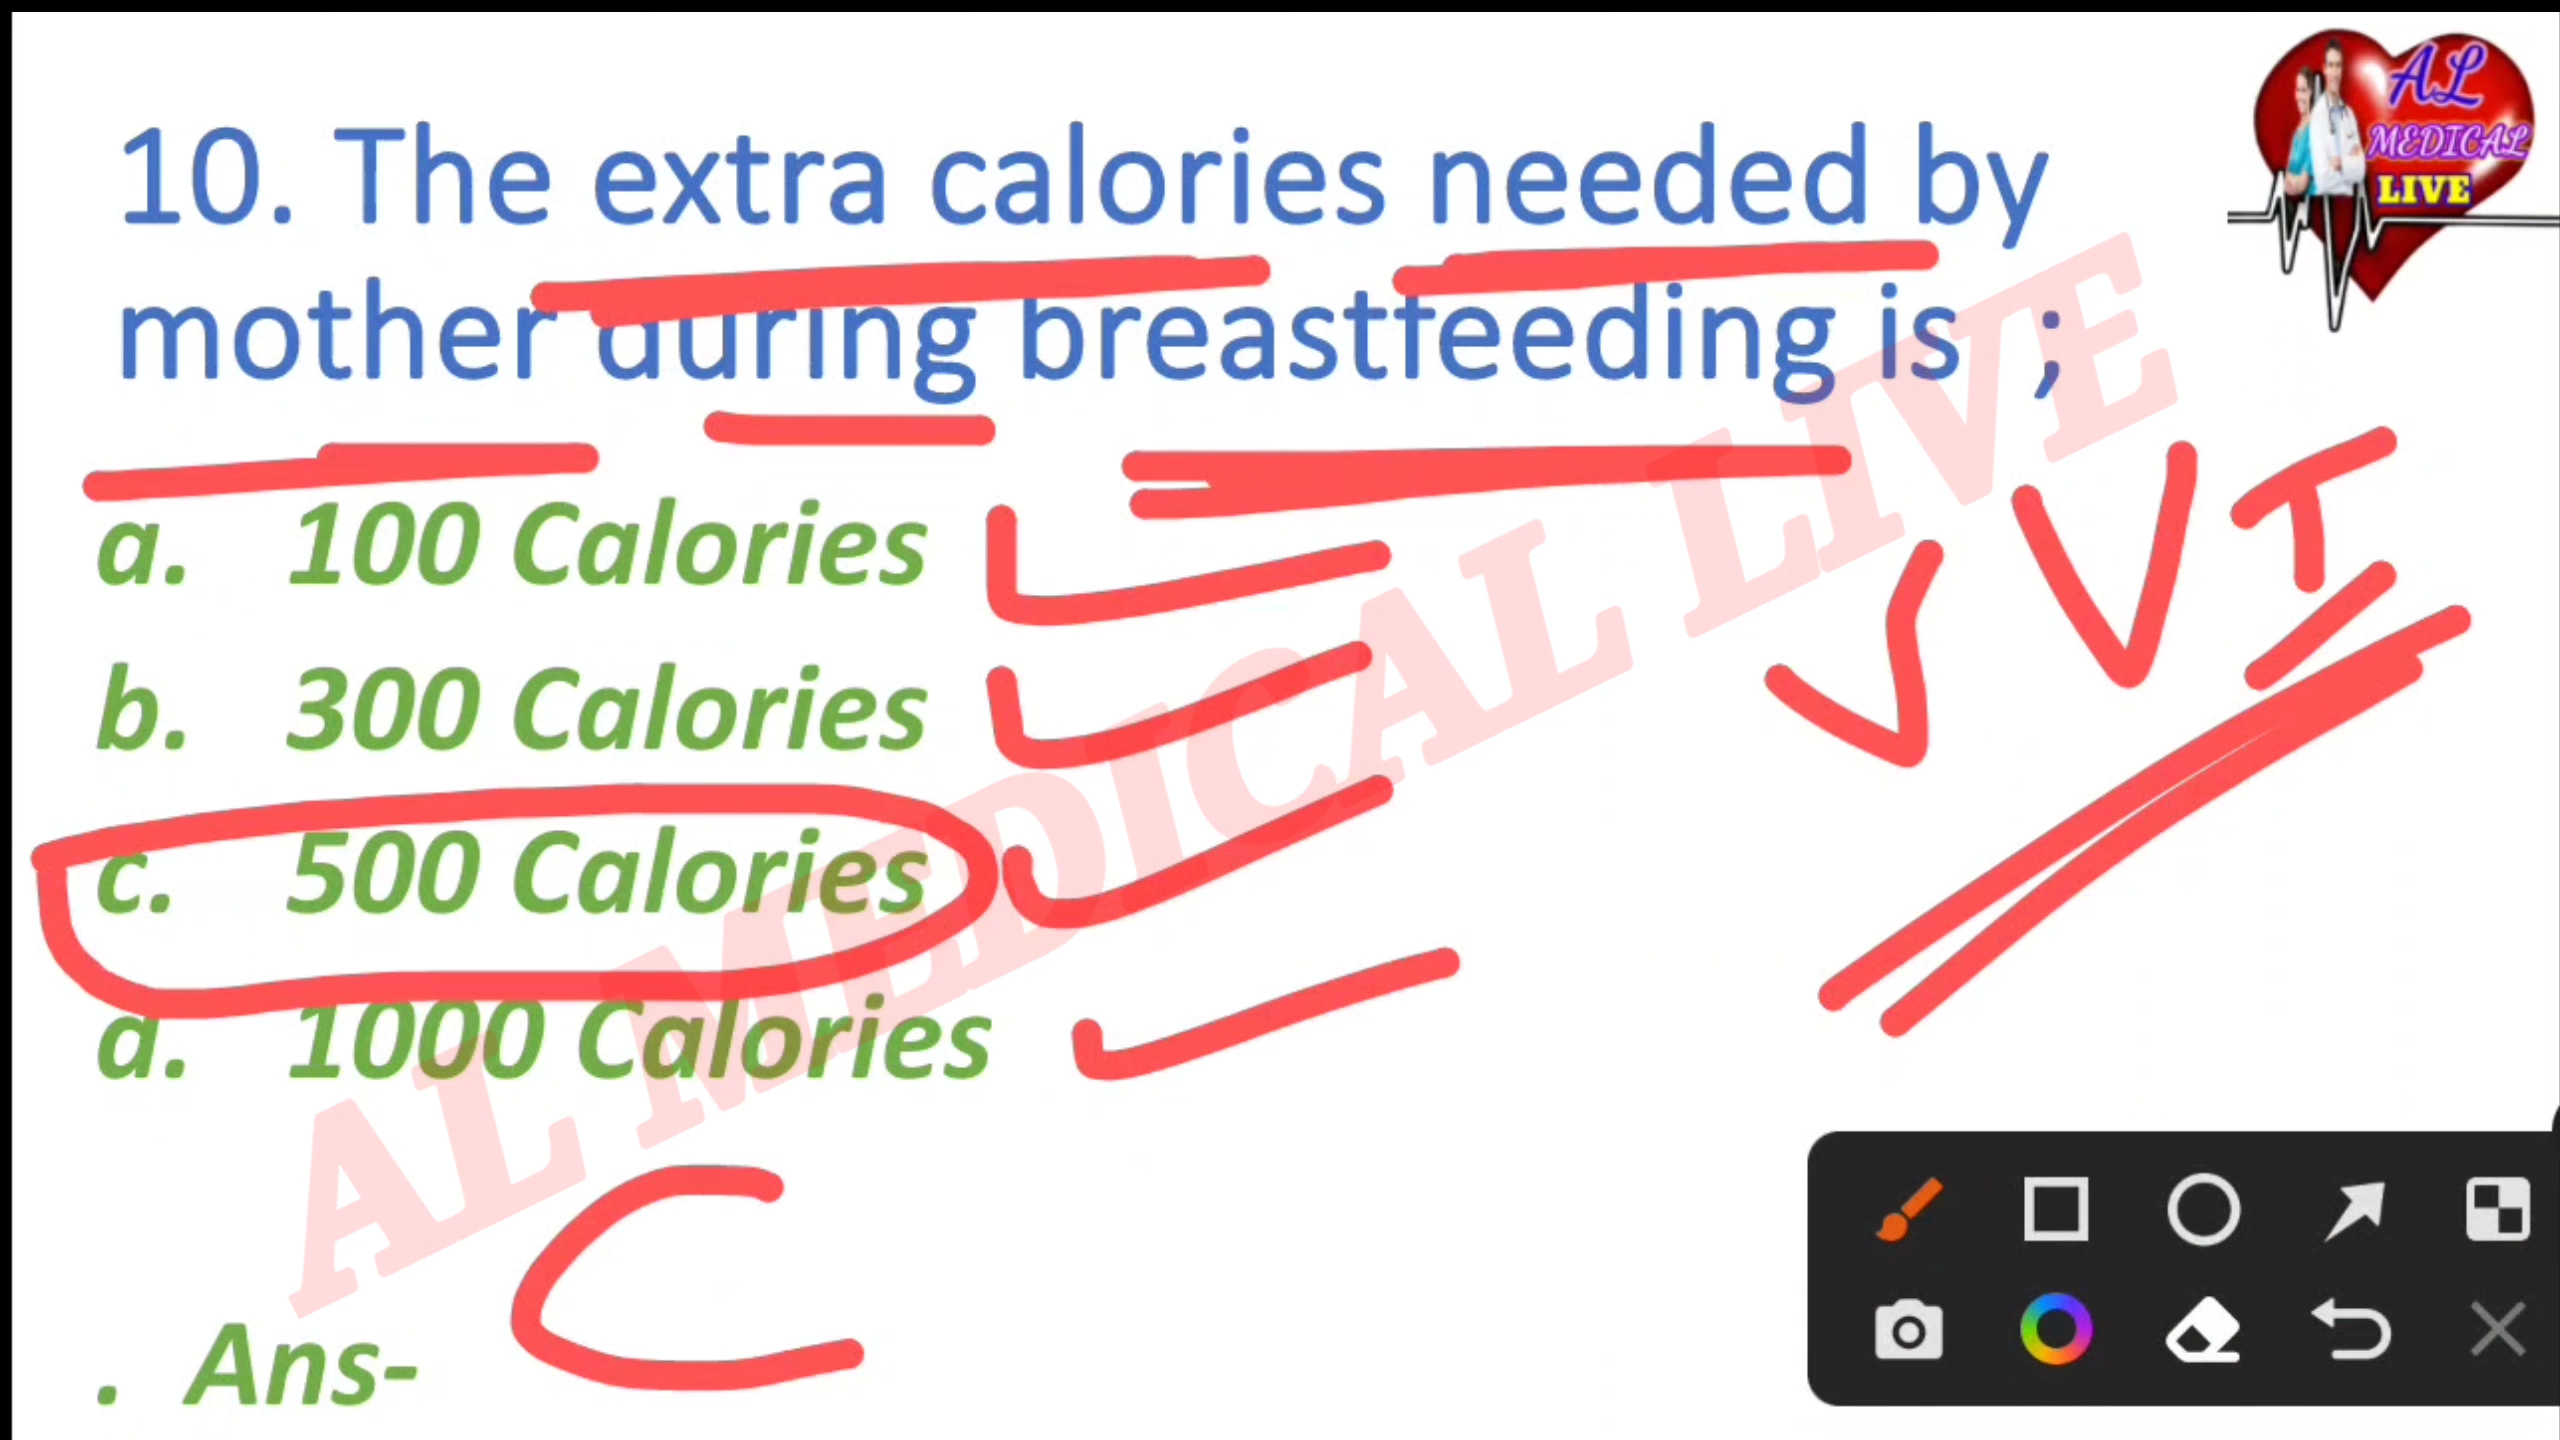 10. The extra calories needed by
mother during breastfeeding is ;
a. 100 Calories
b. 300 Calories
c. 500 Calories
d. 1000 Calories
. Ans- C
VVI
AL
MEDICAL
LIVE
AL MEDICAL LIVE